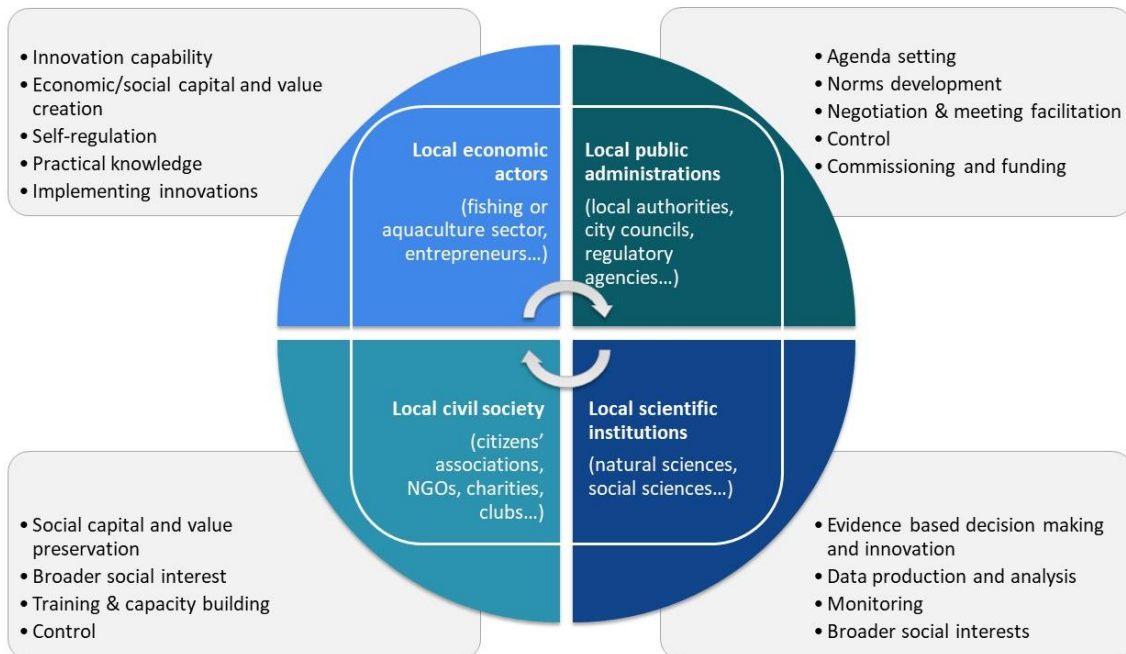 • Innovation capability
• Economic/social capital and value
creation
• Self-regulation
• Practical knowledge
• Implementing innovations
• Agenda setting
• Norms development
• Negotiation & meeting facilitation
• Control
• Commissioning and funding
Local economic
actors
(fishing or
aquaculture sector,
entrepreneurs…)
Local public
administrations
(local authorities,
city councils,
regulatory
agencies…)
Local civil society
(citizens’
associations,
NGOs, charities,
clubs…)
Local scientific
institutions
(natural sciences,
social sciences…)
• Social capital and value
preservation
• Broader social interest
• Training & capacity building
• Control
• Evidence based decision making
and innovation
• Data production and analysis
• Monitoring
• Broader social interests